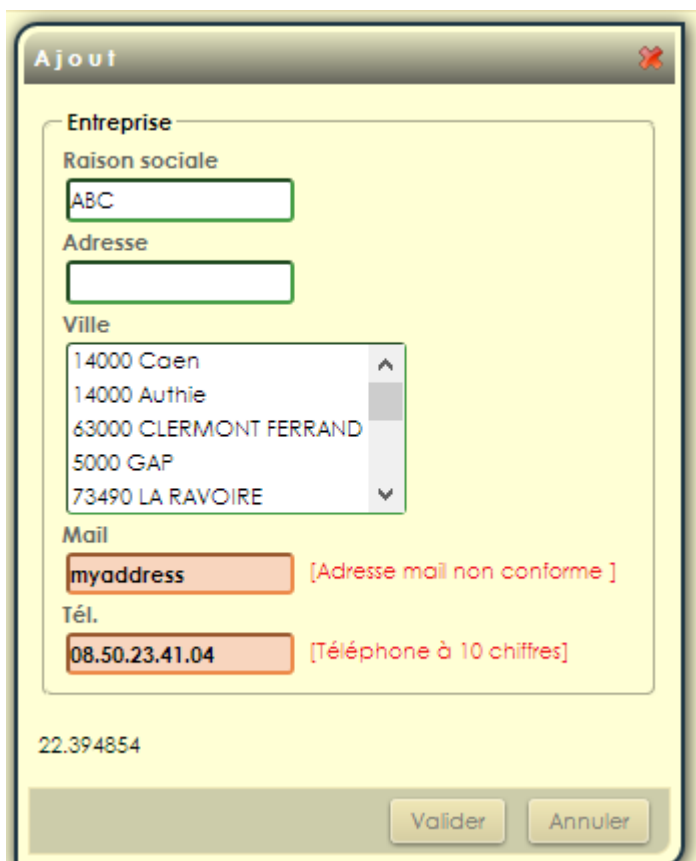 Ajout
Entreprise
Raison sociale
ABC
Adresse
Ville
14000 Caen
14000 Authie
63000 CLERMONT FERRAND
5000 GAP
73490 LA RAVOIRE
Mail
myaddress [Adresse mail non conforme ]
Tél.
08.50.23.41.04 [Téléphone à 10 chiffres]
22.394854
Valider Annuler